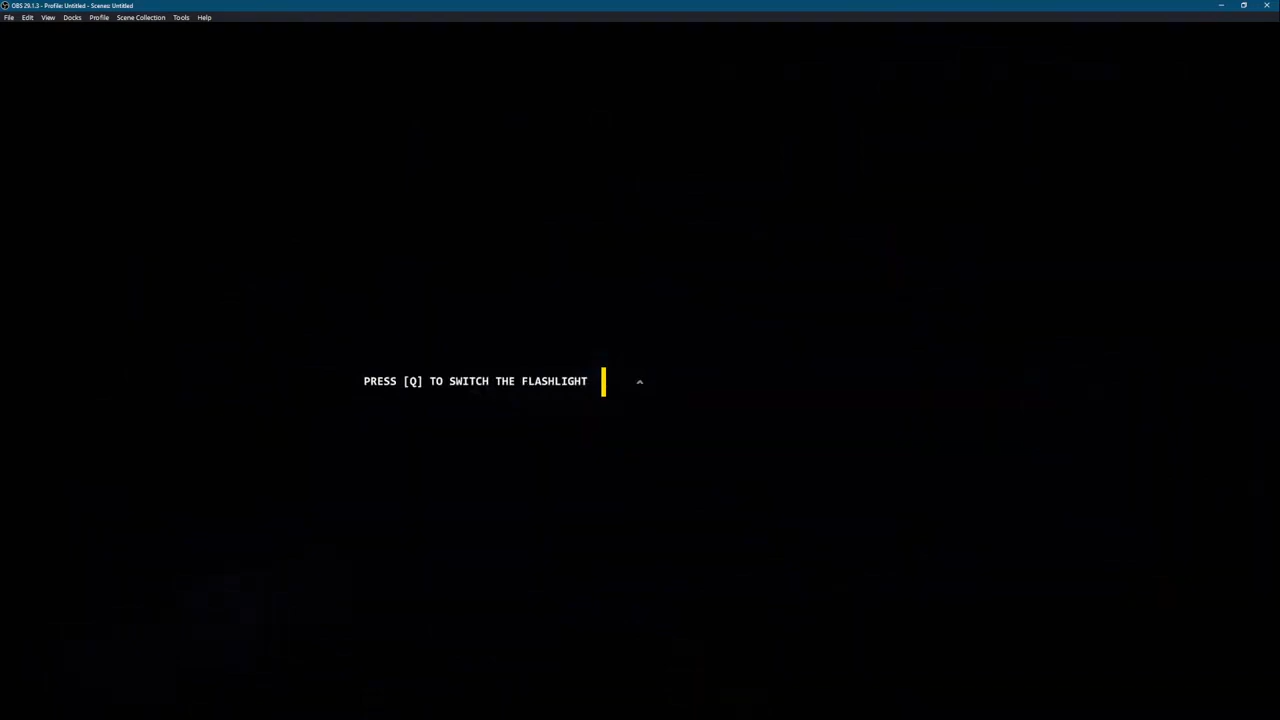 OBS 29.1.3 - Profile: Untitled - Scenes: Untitled
File Edit View Docks Profile Scene Collection Tools Help
PRESS [Q] TO SWITCH THE FLASHLIGHT